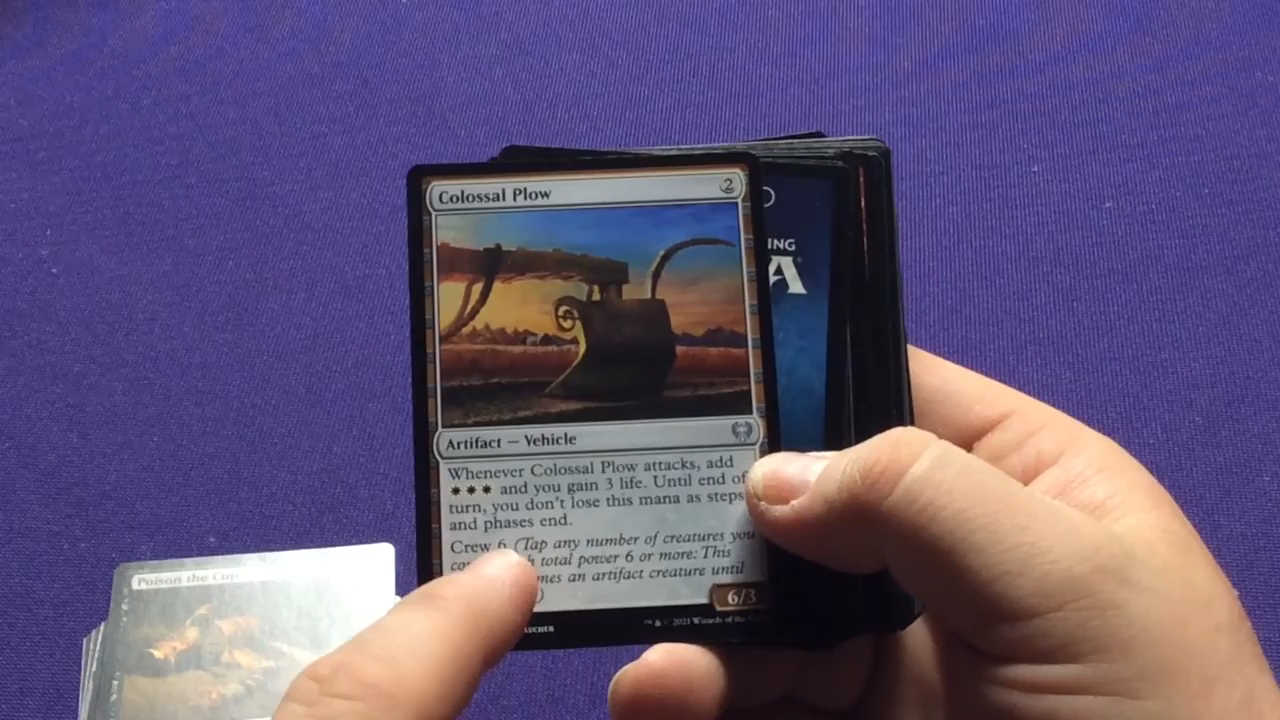 Colossal Plow 2
ING
A
Artifact — Vehicle
Whenever Colossal Plow attacks, add
and you gain 3 life. Until end of
turn, you don't lose this mana as steps
and phases end.
Crew 6 (Tap any number of creatures you
total power 6 or more: This
an artifact creature until
6/3
™ & © 2021 Wizards of the
Poison the Cup